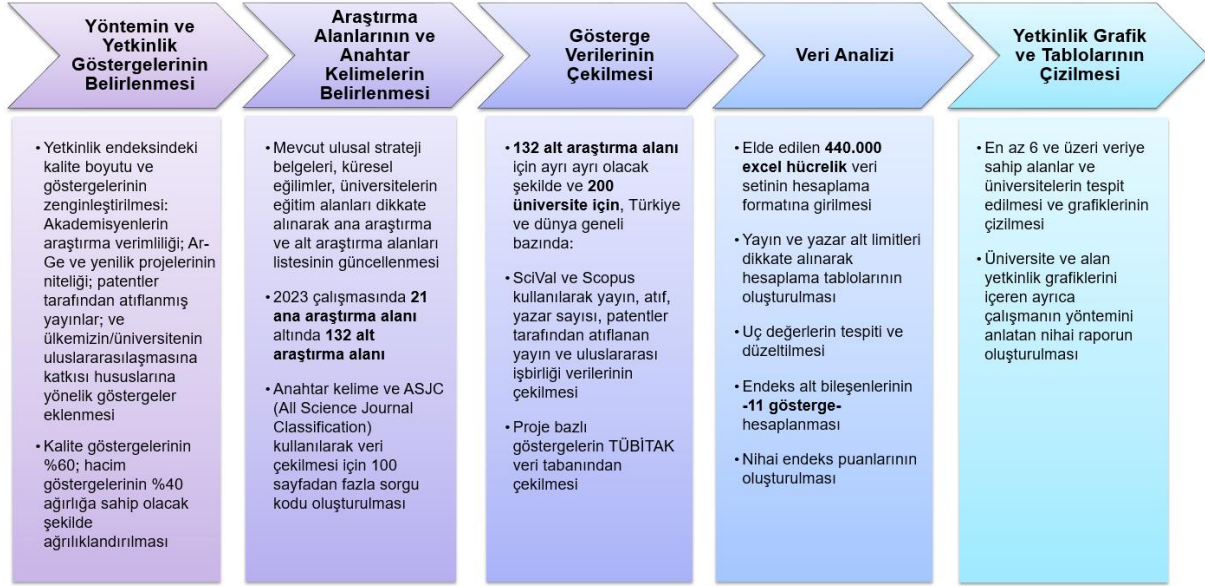 Yöntemin ve
Yetkinlik
Göstergelerinin
Belirlenmesi
• Yetkinlik endeksindeki
kalite boyutu ve
göstergelerinin
zenginleştirilmesi:
Akademisyenlerin
araştırma verimliliği; Ar-
Ge ve yenilik projelerinin
niteliği; patentler
tarafından atıflanmış
yayınlar; ve
ülkemizin/üniversitenin
uluslararasılaşmasına
katkısı hususlarına
yönelik göstergeler
eklenmesi
• Kalite göstergelerinin
%60; hacim
göstergelerinin %40
ağırlığa sahip olacak
şekilde
ağrılıklandırılması
Araştırma
Alanlarının ve
Anahtar
Kelimelerin
Belirlenmesi
• Mevcut ulusal strateji
belgeleri, küresel
eğilimler, üniversitelerin
eğitim alanları dikkate
alınarak ana araştırma
ve alt araştırma alanları
listesinin güncellenmesi
• 2023 çalışmasında 21
ana araştırma alanı
altında 132 alt
araştırma alanı
• Anahtar kelime ve ASJC
(All Science Journal
Classification)
kullanılarak veri
çekilmesi için 100
sayfadan fazla sorgu
kodu oluşturulması
Gösterge
Verilerinin
Çekilmesi
• 132 alt araştırma alanı
için ayrı ayrı olacak
şekilde ve 200
üniversite için, Türkiye
ve dünya geneli
bazında:
• SciVal ve Scopus
kullanılarak yayın, atıf,
yazar sayısı, patentler
tarafından atıflanan
yayın ve uluslararası
işbirliği verilerinin
çekilmesi
• Proje bazlı
göstergelerin TÜBİTAK
veri tabanından
çekilmesi
Veri Analizi
• Elde edilen 440.000
excel hücrelik veri
setinin hesaplama
formatına girilmesi
• Yayın ve yazar alt limitleri
dikkate alınarak
hesaplama tablolarının
oluşturulması
• Uç değerlerin tespiti ve
düzeltilmesi
• Endeks alt bileşenlerinin
-11 gösterge-
hesaplanması
• Nihai endeks puanlarının
oluşturulması
Yetkinlik Grafik
ve Tablolarının
Çizilmesi
• En az 6 ve üzeri veriye
sahip alanlar ve
üniversitelerin tespit
edilmesi ve grafiklerinin
çizilmesi
• Üniversite ve alan
yetkinlik grafiklerini
içeren ayrıca
çalışmanın yöntemini
anlatan nihai raporun
oluşturulması